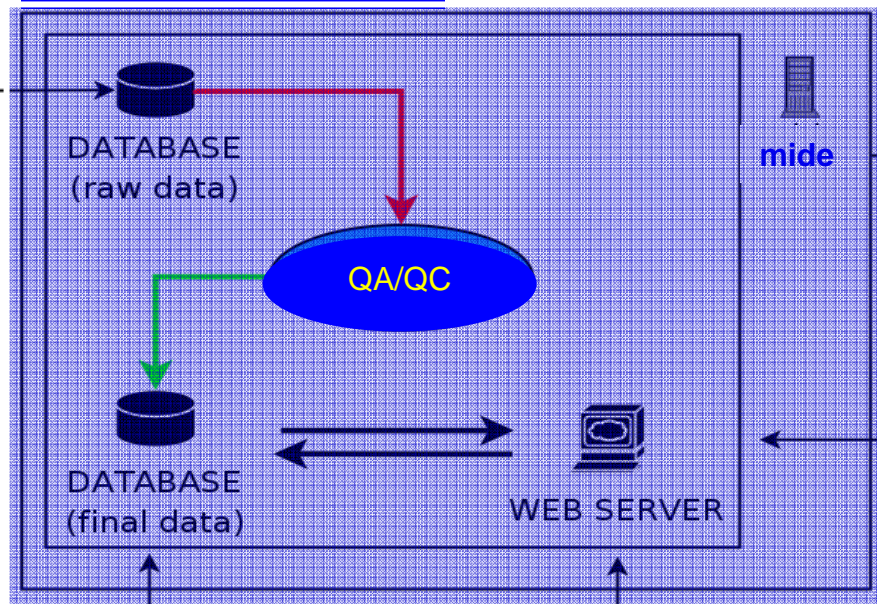 DATABASE
(raw data)
mide
QA/QC
DATABASE
(final data)
WEB SERVER